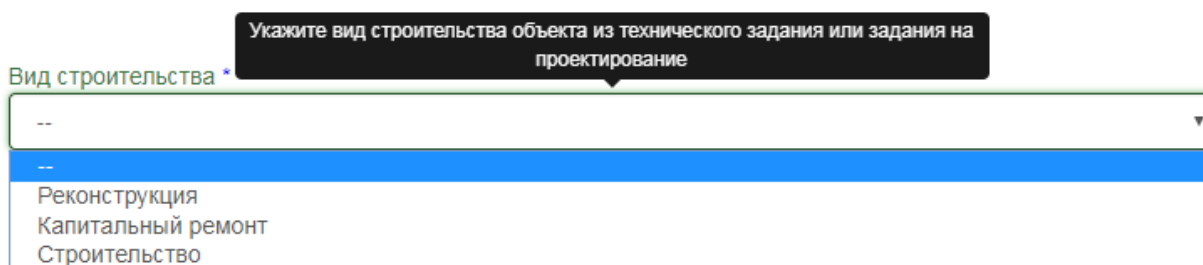 Укажите вид строительства объекта из технического задания или задания на
проектирование
Вид строительства *
--
--
Реконструкция
Капитальный ремонт
Строительство